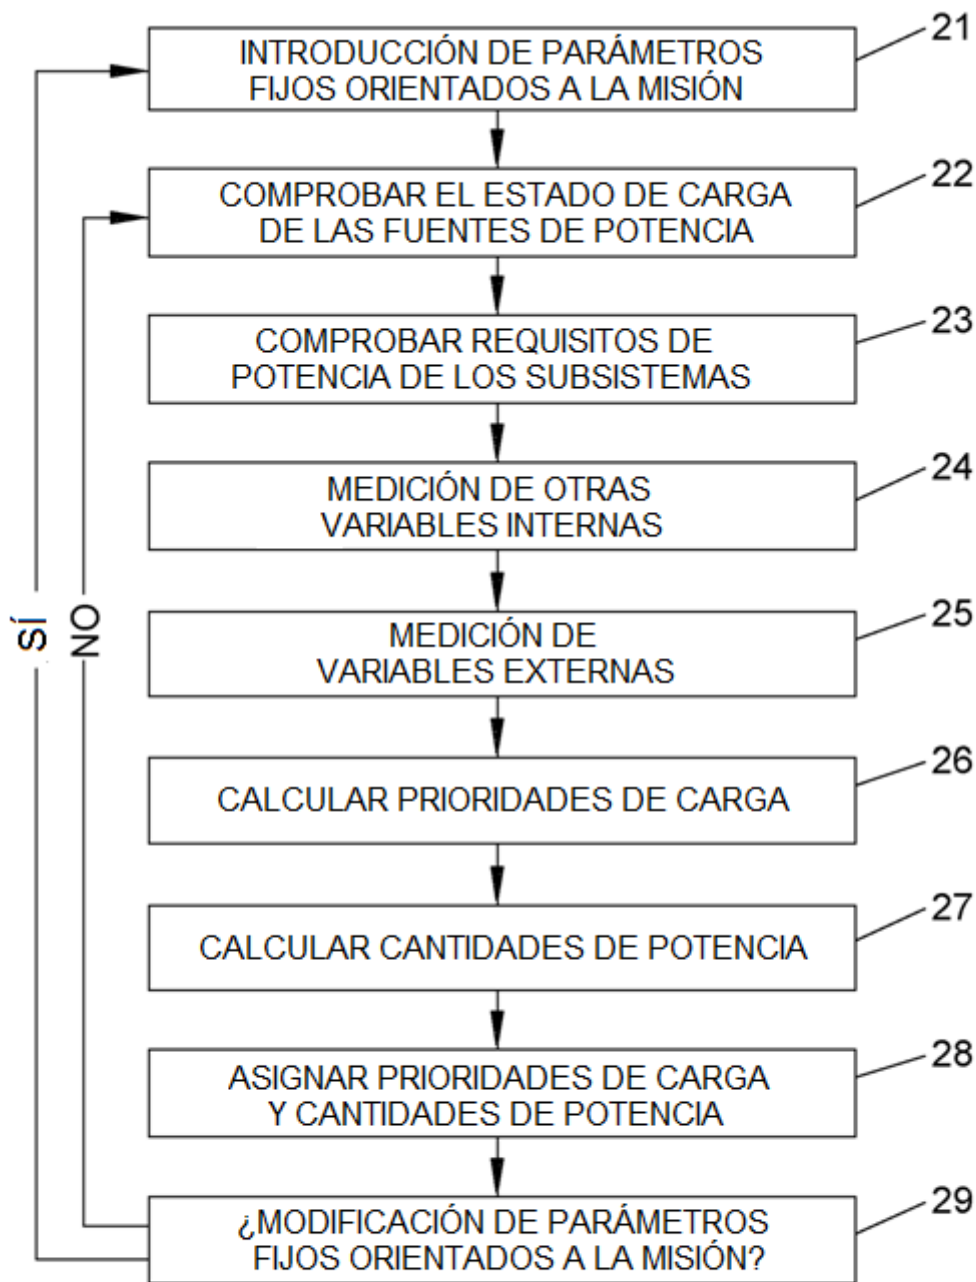 INTRODUCCIÓN DE PARÁMETROS
FIJOS ORIENTADOS A LA MISIÓN
21
COMPROBAR EL ESTADO DE CARGA
DE LAS FUENTES DE POTENCIA
22
COMPROBAR REQUISITOS DE
POTENCIA DE LOS SUBSISTEMAS
23
MEDICIÓN DE OTRAS
VARIABLES INTERNAS
24
MEDICIÓN DE
VARIABLES EXTERNAS
25
SÍ
NO
CALCULAR PRIORIDADES DE CARGA
26
CALCULAR CANTIDADES DE POTENCIA
27
ASIGNAR PRIORIDADES DE CARGA
Y CANTIDADES DE POTENCIA
28
¿MODIFICACIÓN DE PARÁMETROS
FIJOS ORIENTADOS A LA MISIÓN?
29